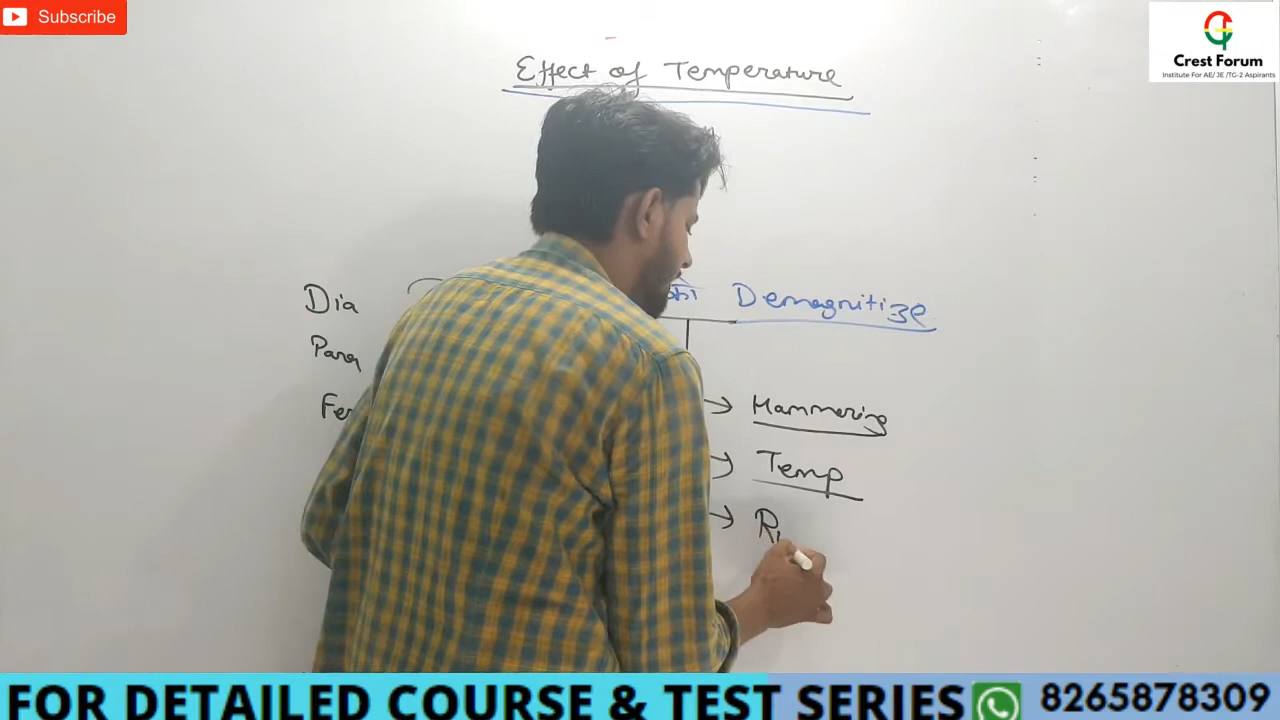 Subscribe
Crest Forum
Institute For AE/ JE /TG-2 Aspirants
Effect of Temperature
Dia
को Demagnitize
Para
Hammering
Fer
Temp
FOR DETAILED COURSE & TEST SERIES 8265878309